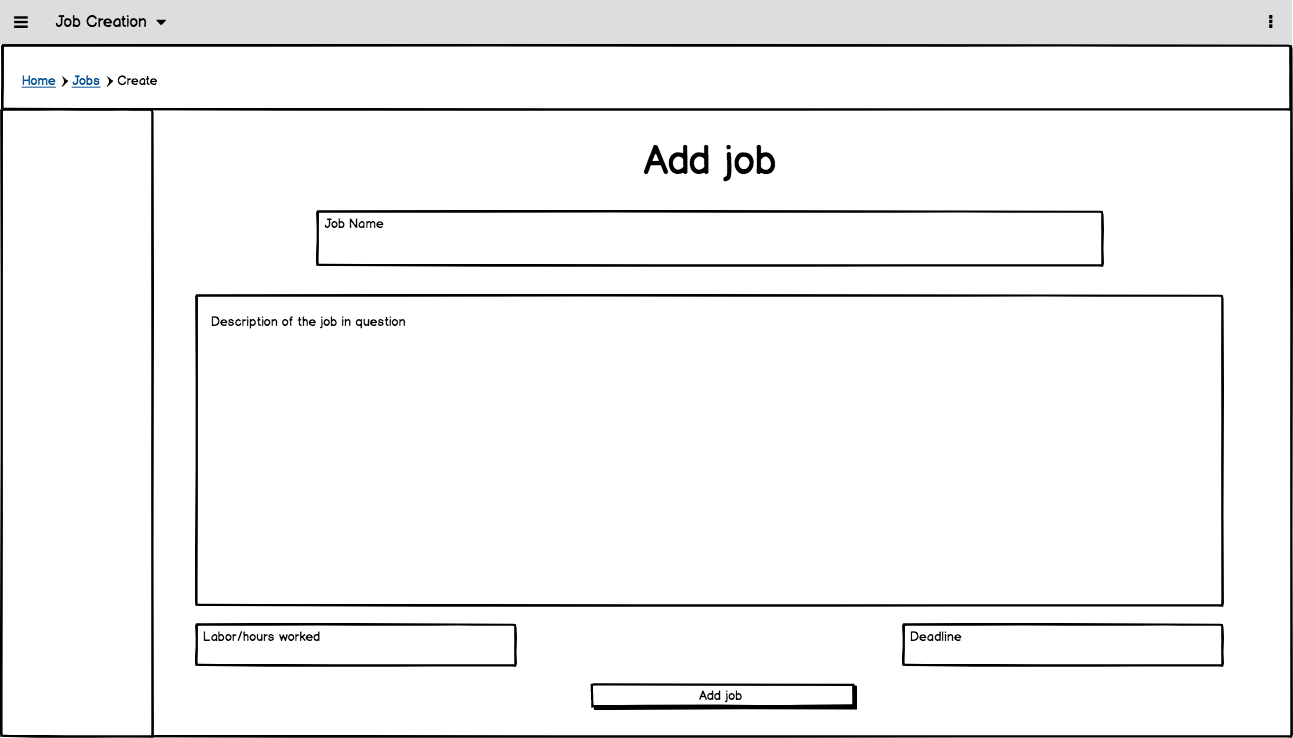 Job Creation
Home Jobs Create
Add job
Job Name
Description of the job in question
Labor/hours worked
Deadline
Add job